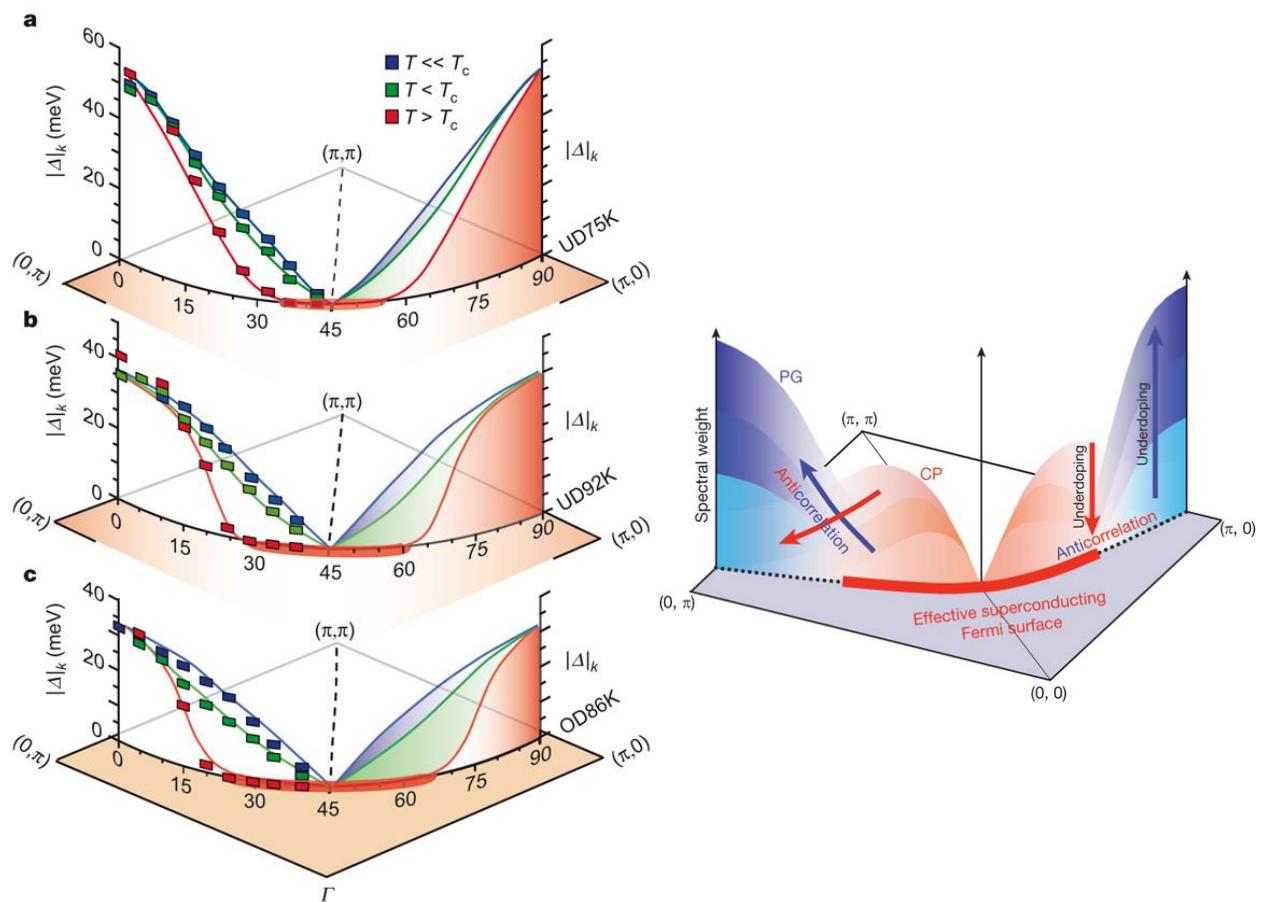 a
60
40
20
0
|Δ|k (meV)
T << Tc
T < Tc
T > Tc
(π,π)
|Δ|k
UD75K
(0,π)
(π,0)
0
15
30
45
60
75
90
b
40
20
0
|Δ|k (meV)
(π,π)
|Δ|k
UD92K
(0,π)
(π,0)
0
15
30
45
60
75
90
c
40
20
0
|Δ|k (meV)
(π,π)
|Δ|k
OD86K
(0,π)
(π,0)
0
15
30
45
60
75
90
Γ
Spectral weight
PG
(π, π)
CP
Anticorrelation
Underdoping
Underdoping
Anticorrelation
(π, 0)
(0, π)
Effective superconducting
Fermi surface
(0, 0)